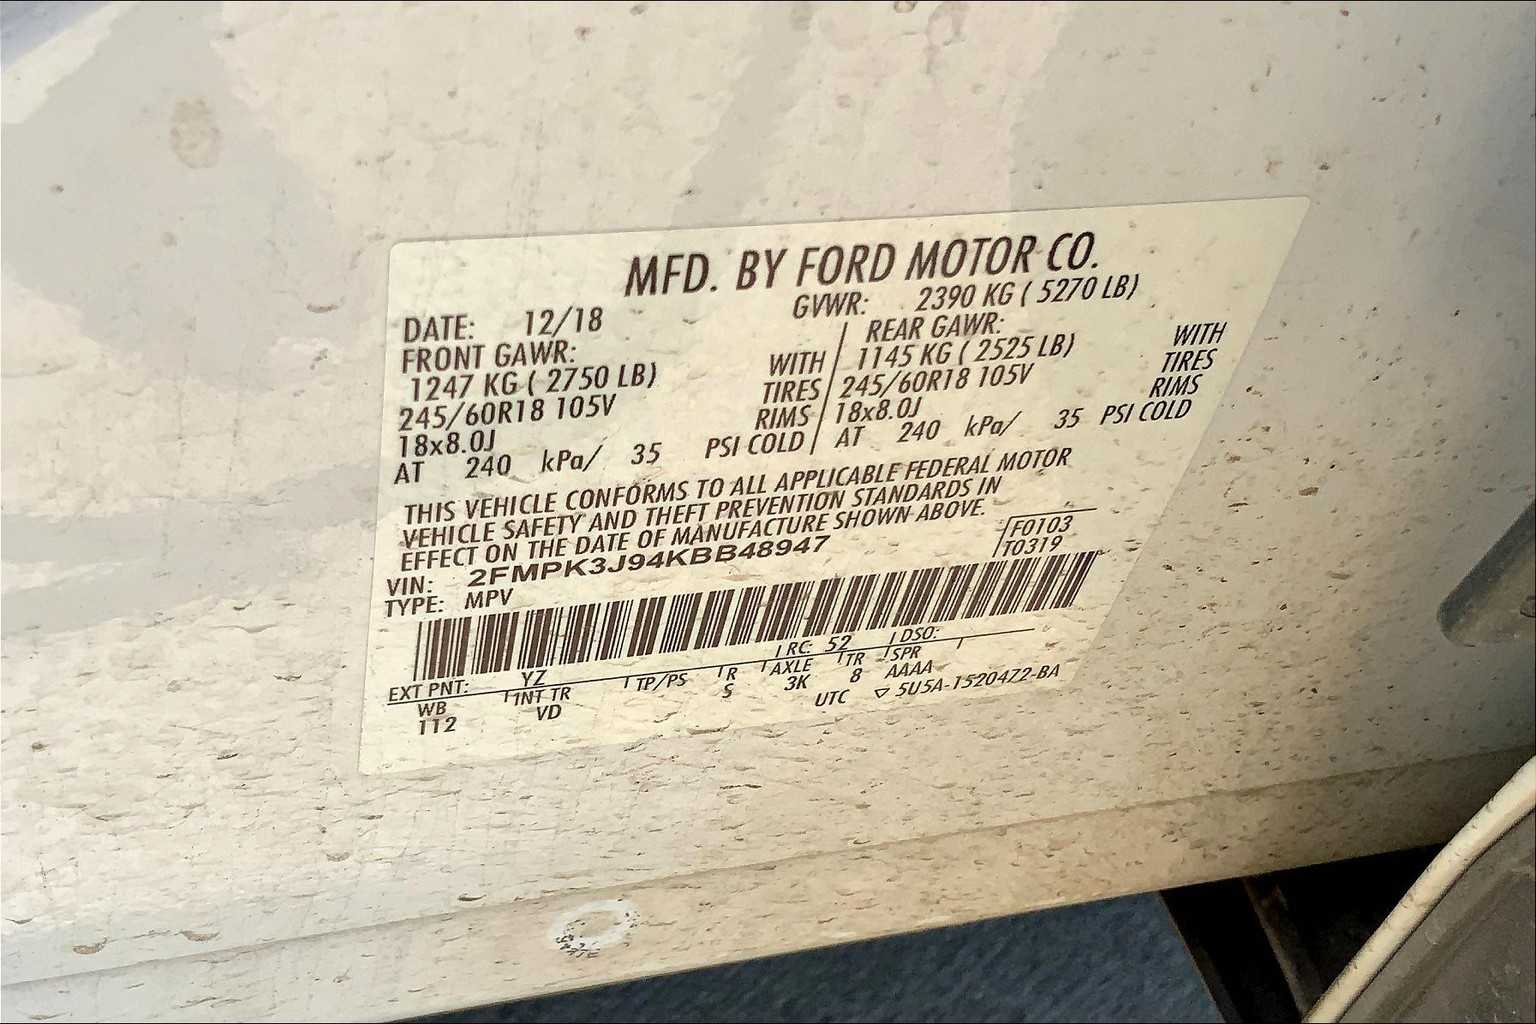 MFD. BY FORD MOTOR CO.
DATE: 12/18 GVWR: 2390 KG ( 5270 LB)
FRONT GAWR: REAR GAWR:
1247 KG ( 2750 LB) WITH 1145 KG ( 2525 LB) WITH
245/60R18 105V TIRES 245/60R18 105V TIRES
18x8.0J RIMS 18x8.0J RIMS
AT 240 kPa/ 35 PSI COLD AT 240 kPa/ 35 PSI COLD
THIS VEHICLE CONFORMS TO ALL APPLICABLE FEDERAL MOTOR
VEHICLE SAFETY AND THEFT PREVENTION STANDARDS IN
EFFECT ON THE DATE OF MANUFACTURE SHOWN ABOVE.
F0103
VIN: 2FMPK3J94KBB48947 T0319
TYPE: MPV
EXT PNT: YZ RC: 52 DSO:
WB INT TR TP/PS R AXLE TR SPR
112 VD S 3K 8 AAAA
UTC ▽ 5U5A-1520472-BA